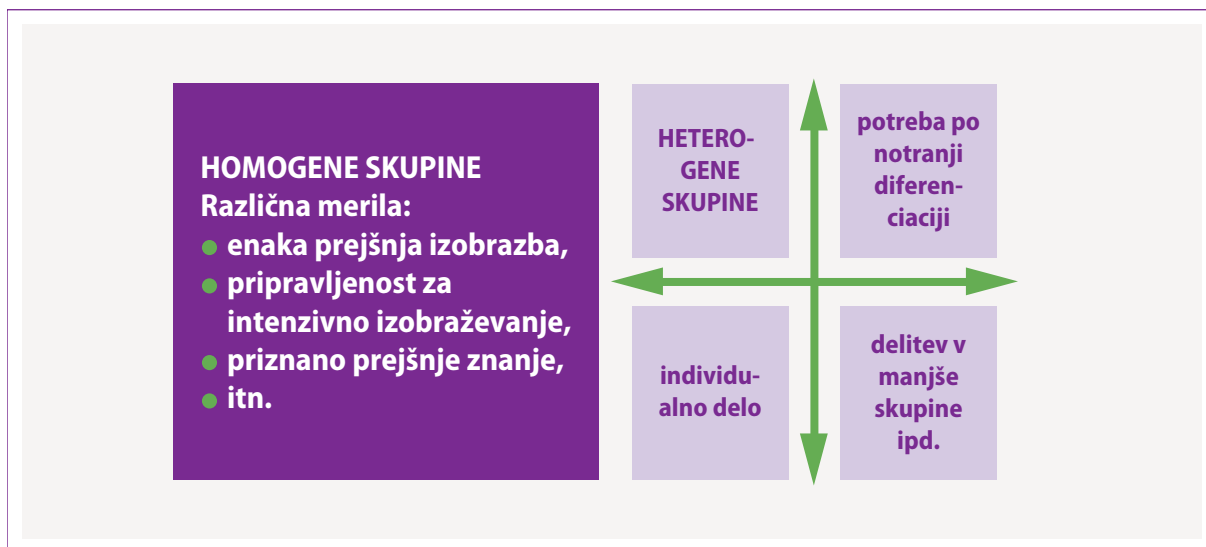 HOMOGENE SKUPINE
Različna merila:
● enaka prejšnja izobrazba,
● pripravljenost za
intenzivno izobraževanje,
● priznano prejšnje znanje,
● itn.
HETERO-
GENE
SKUPINE
potreba po
notranji
diferen-
ciaciji
individu-
alno delo
delitev v
manjše
skupine
ipd.